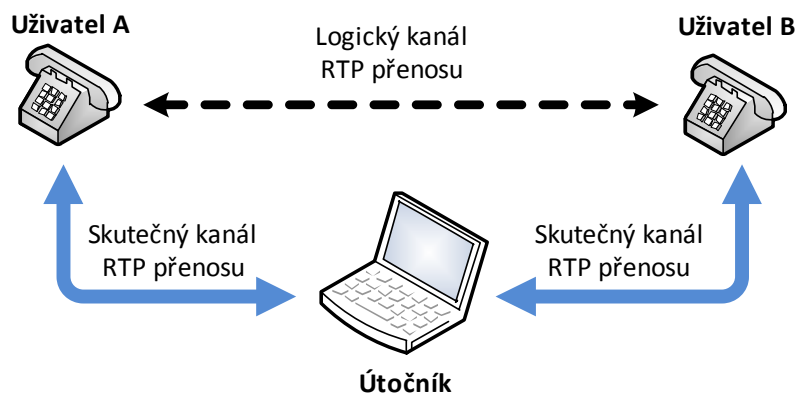 Uživatel A
Logický kanál
RTP přenosu
Uživatel B
Skutečný kanál
RTP přenosu
Skutečný kanál
RTP přenosu
Útočník